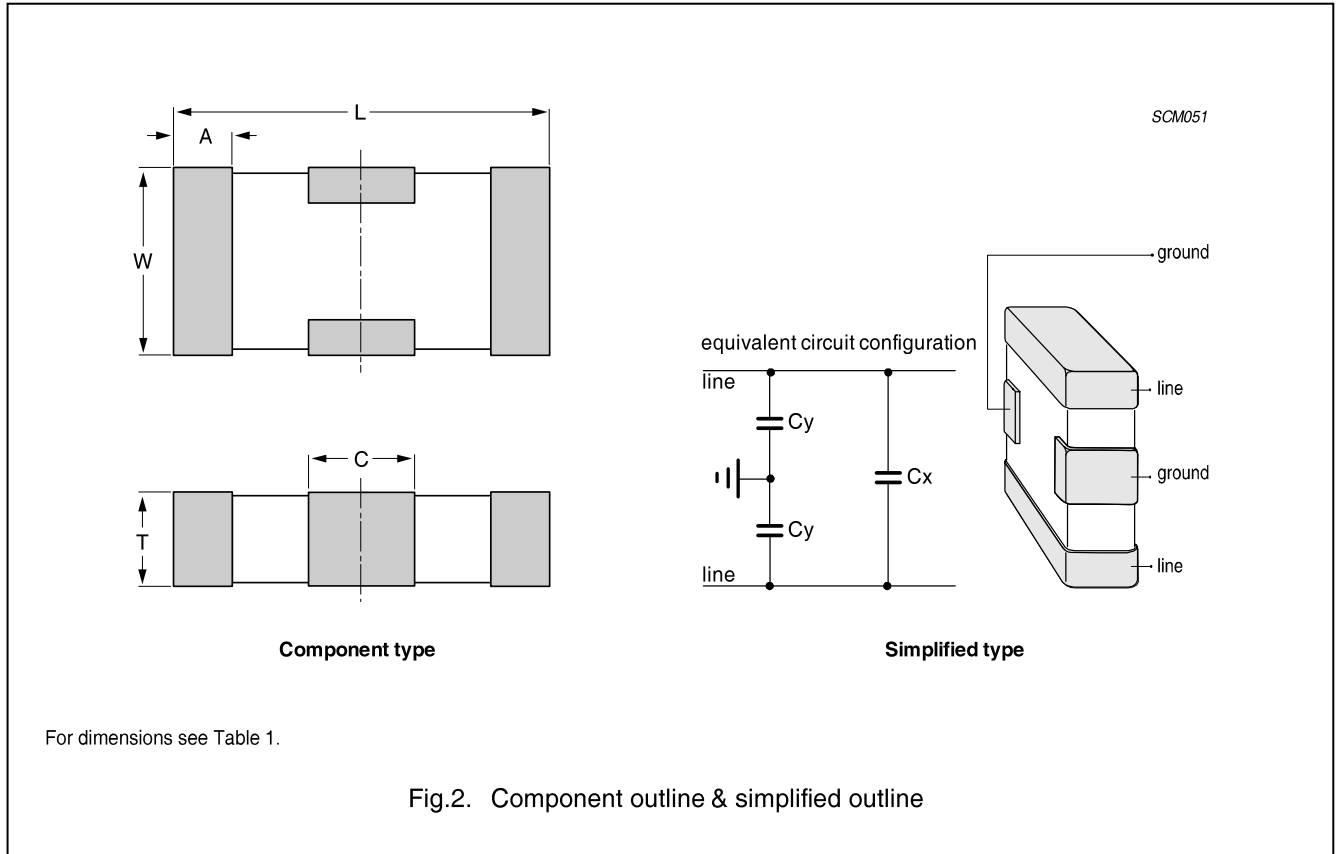 L
A
SCM051
W
C
T
Component type
ground
equivalent circuit configuration
line
Cy
Cx
Cy
line
line
ground
line
Simplified type
For dimensions see Table 1.
Fig.2. Component outline & simplified outline